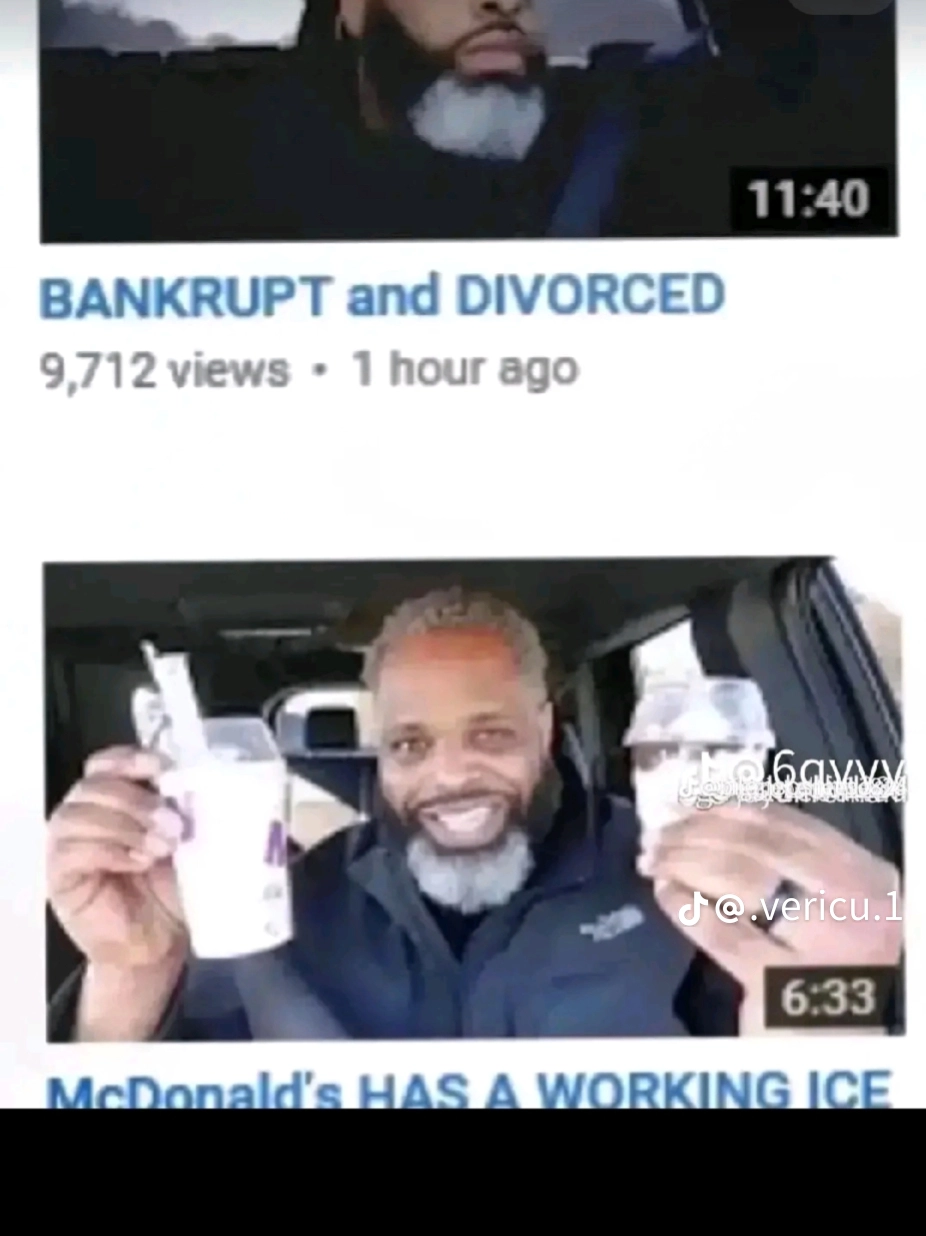 11:40
BANKRUPT and DIVORCED
9,712 views • 1 hour ago
M
@6qyvy
@.vericu.1
6:33
McDonald's HAS A WORKING ICE